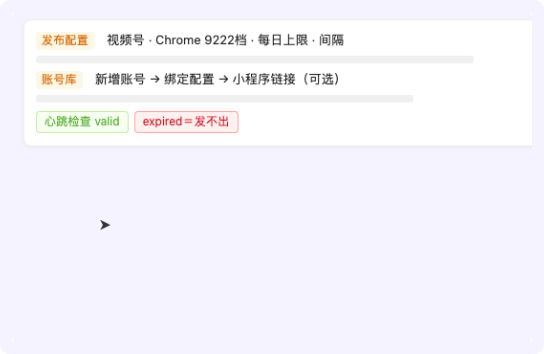 发布配置 视频号 · Chrome 9222档 · 每日上限 · 间隔
账号库 新增账号 → 绑定配置 → 小程序链接（可选）
心跳检查 valid expired＝发不出